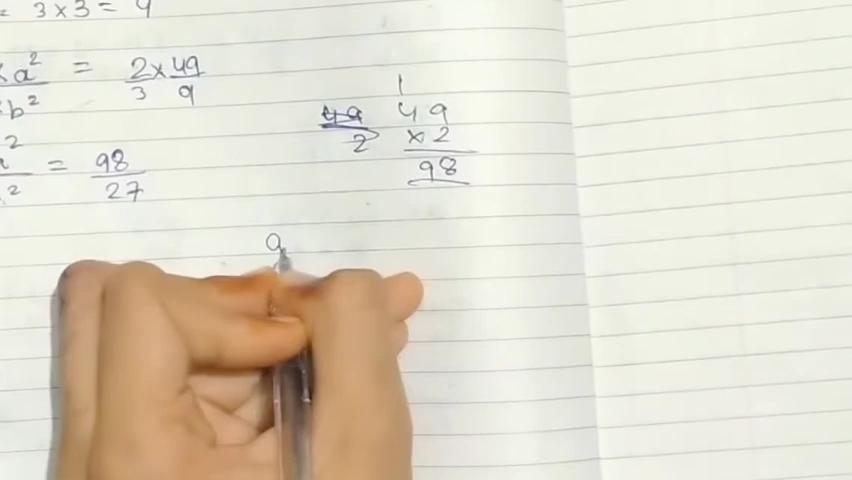 = 3 × 3 = 9
×a² = 2 × 49
×b² 3 9
2
= 98
² 27
1
49 49
2 × 2
98
9